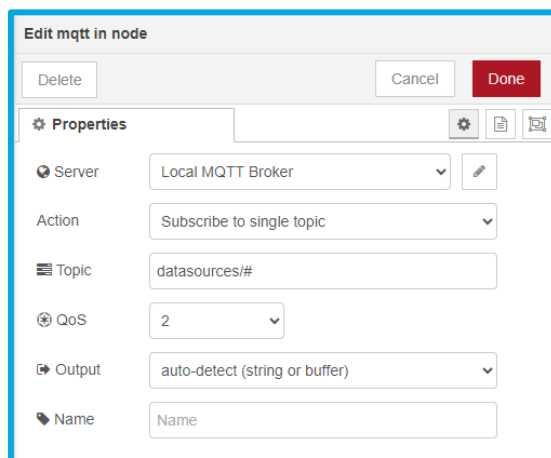 Edit mqtt in node
Delete Cancel Done
Properties
Server Local MQTT Broker
Action Subscribe to single topic
Topic datasources/#
QoS 2
Output auto-detect (string or buffer)
Name Name